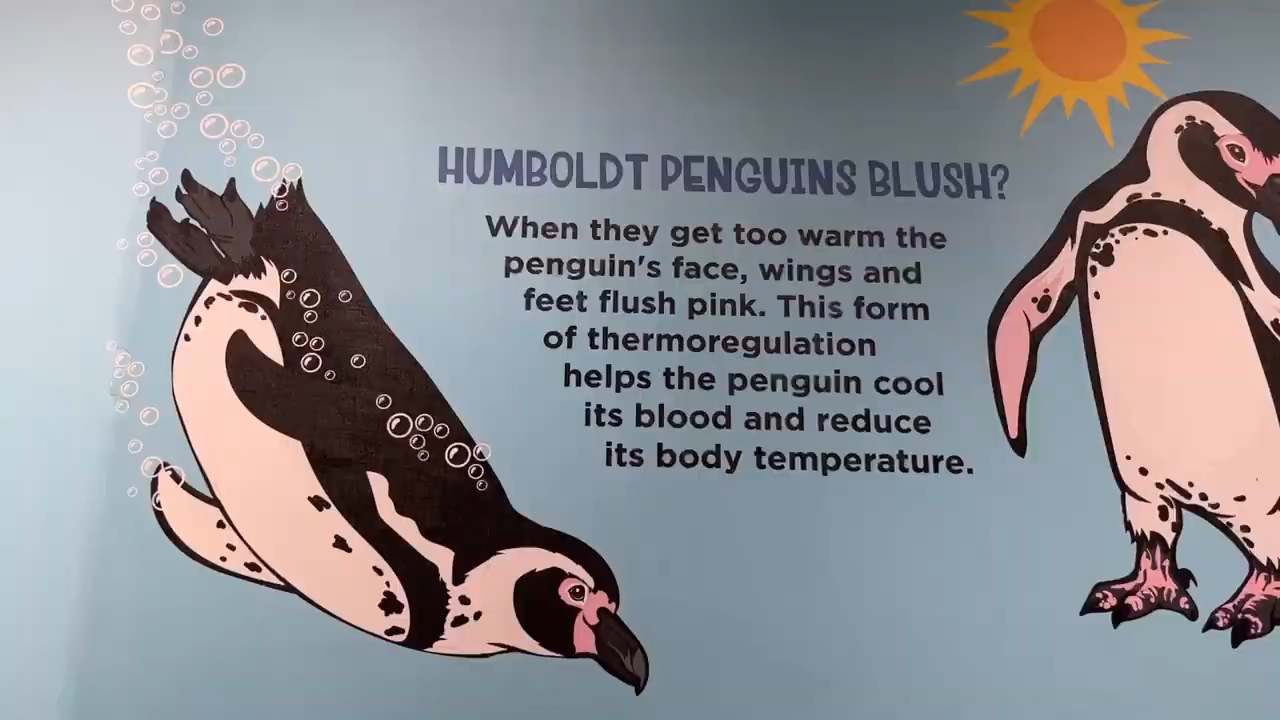 HUMBOLDT PENGUINS BLUSH?
When they get too warm the
penguin's face, wings and
feet flush pink. This form
of thermoregulation
helps the penguin cool
its blood and reduce
its body temperature.